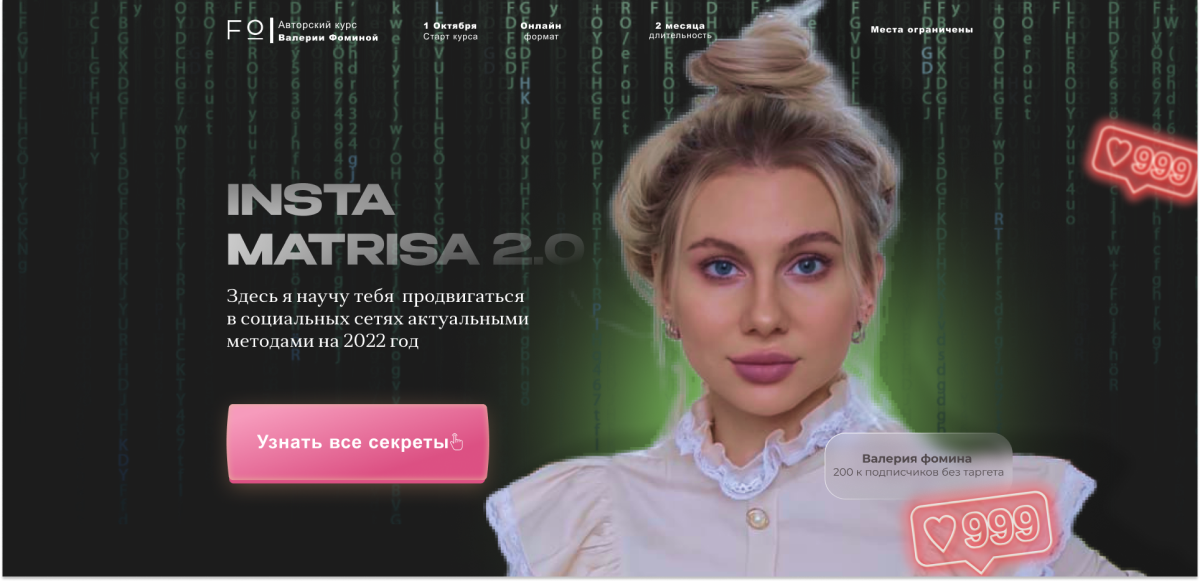 FO
Авторский курс
Валерии Фоминой
1 Октября
Старт курса
Онлайн
формат
2 месяца
длительность
Места ограничены
999
INSTA
MATRISA 2.0
Здесь я научу тебя продвигаться
в социальных сетях актуальными
методами на 2022 год
Узнать все секреты
Валерия фомина
200 к подписчиков без таргета
999